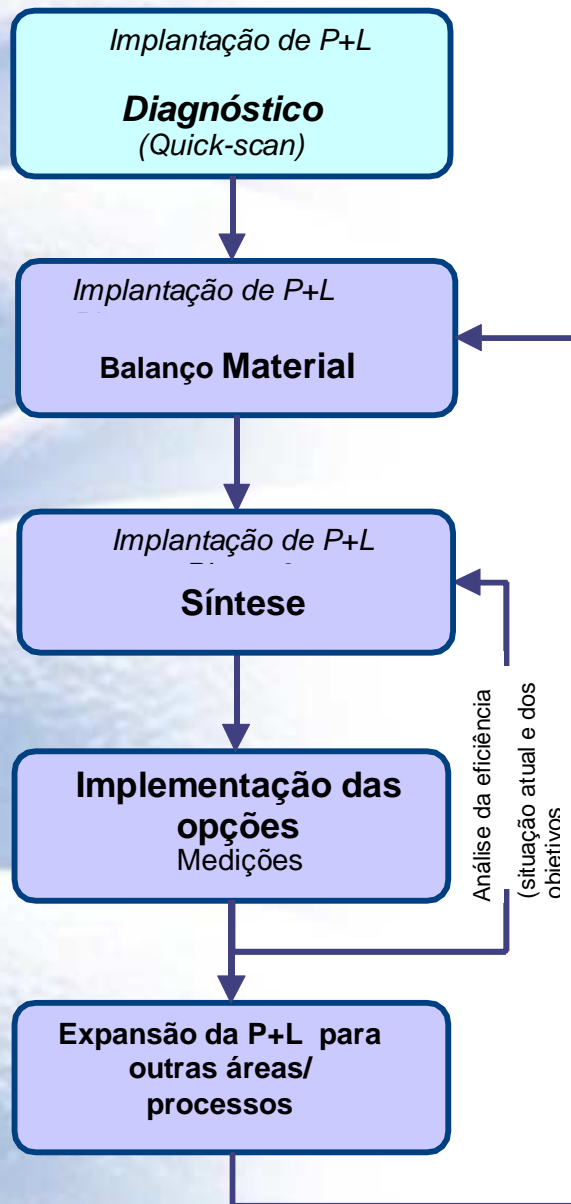 Implantação de P+L
Diagnóstico
(Quick-scan)
Implantação de P+L
Balanço Material
Implantação de P+L
Síntese
Implementação das
opções
Medições
Análise da eficiência
(situação atual e dos
objetivos
Expansão da P+L para
outras áreas/
processos